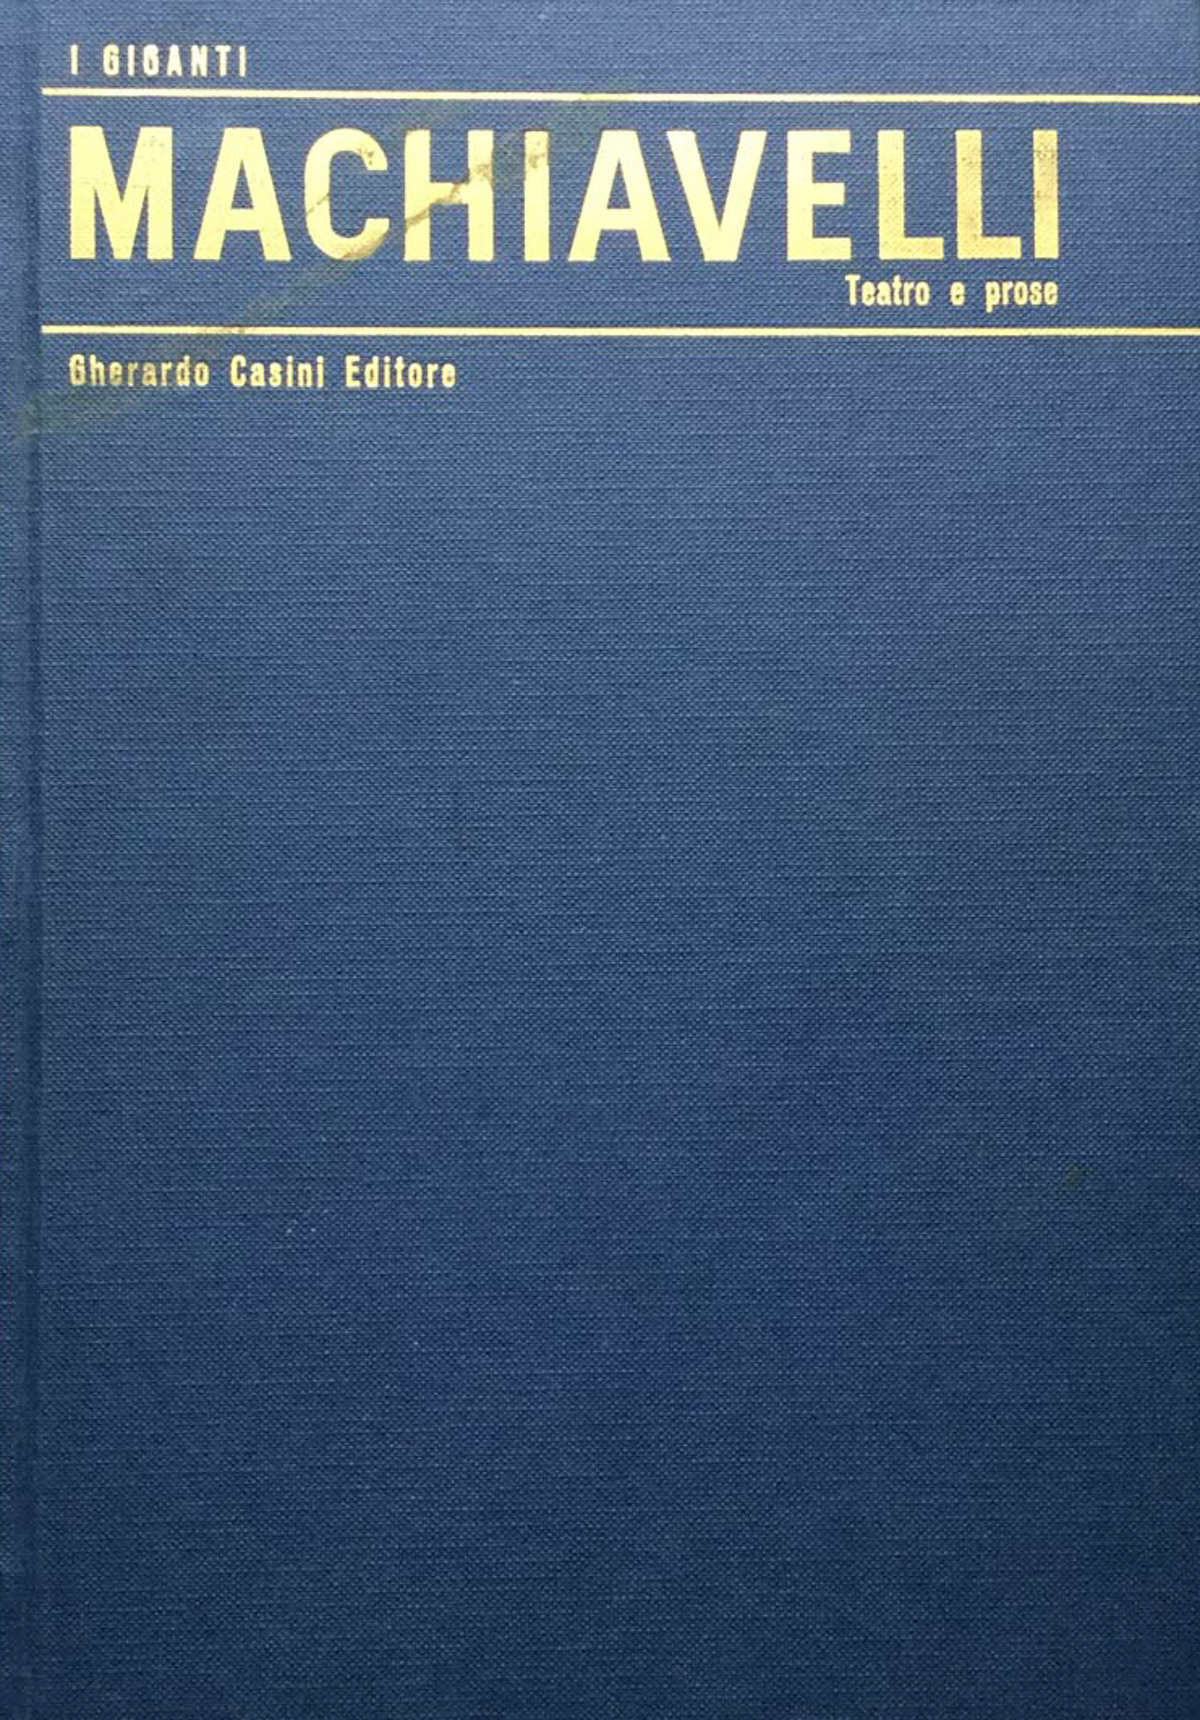 I GIGANTI
MACHIAVELLI
Teatro e prose
Gherardo Casini Editore